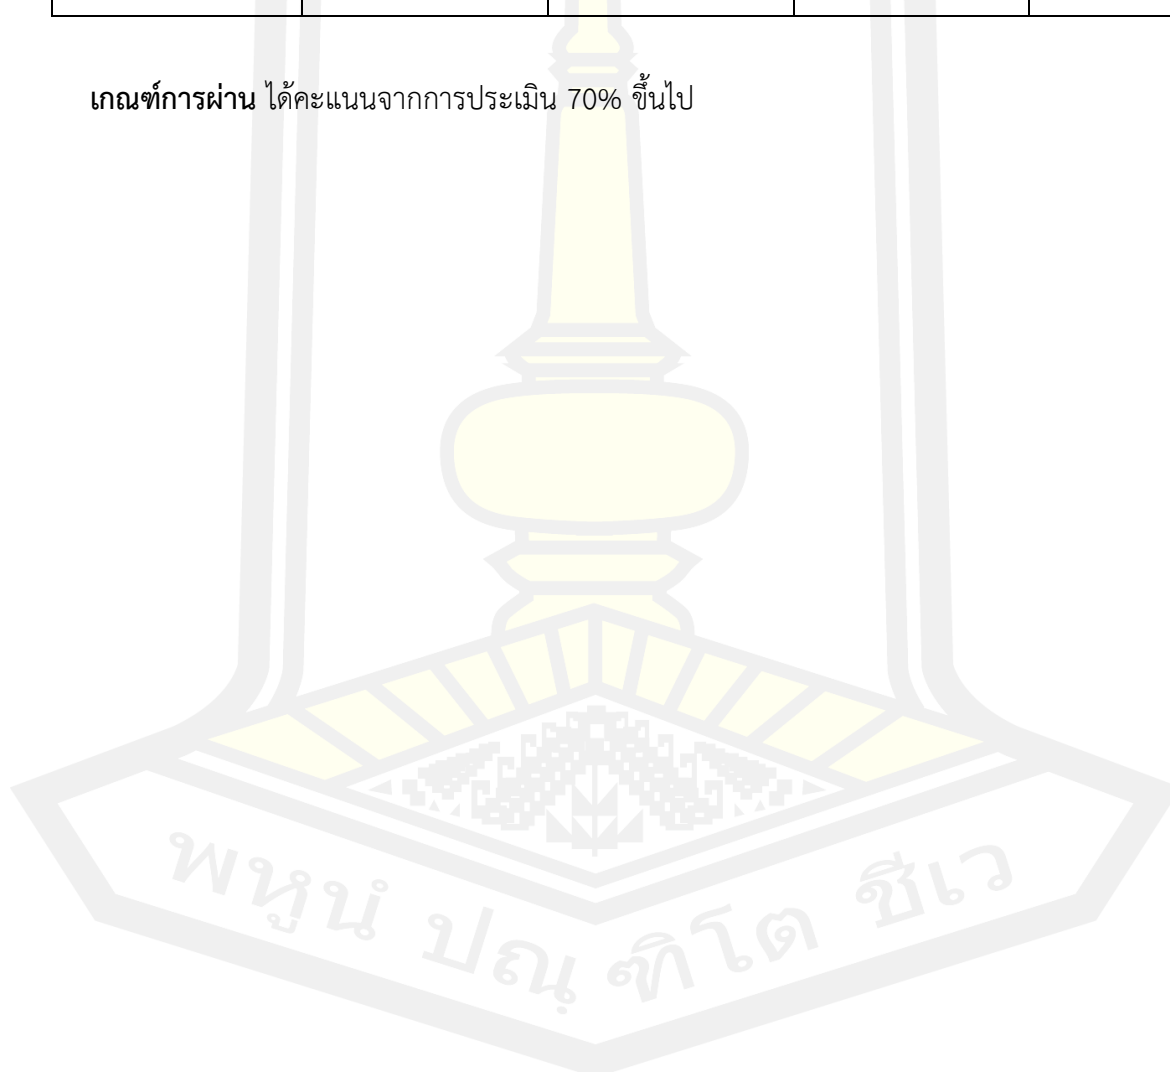 เกณฑ์การผ่าน ได้คะแนนจากการประเมิน 70% ขึ้นไป
พหูนํ ปณฺฑิโต ชีเว